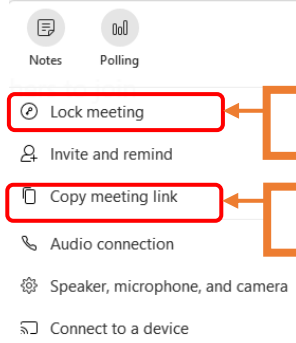 Notes Polling
Lock meeting
Invite and remind
Copy meeting link
Audio connection
Speaker, microphone, and camera
Connect to a device